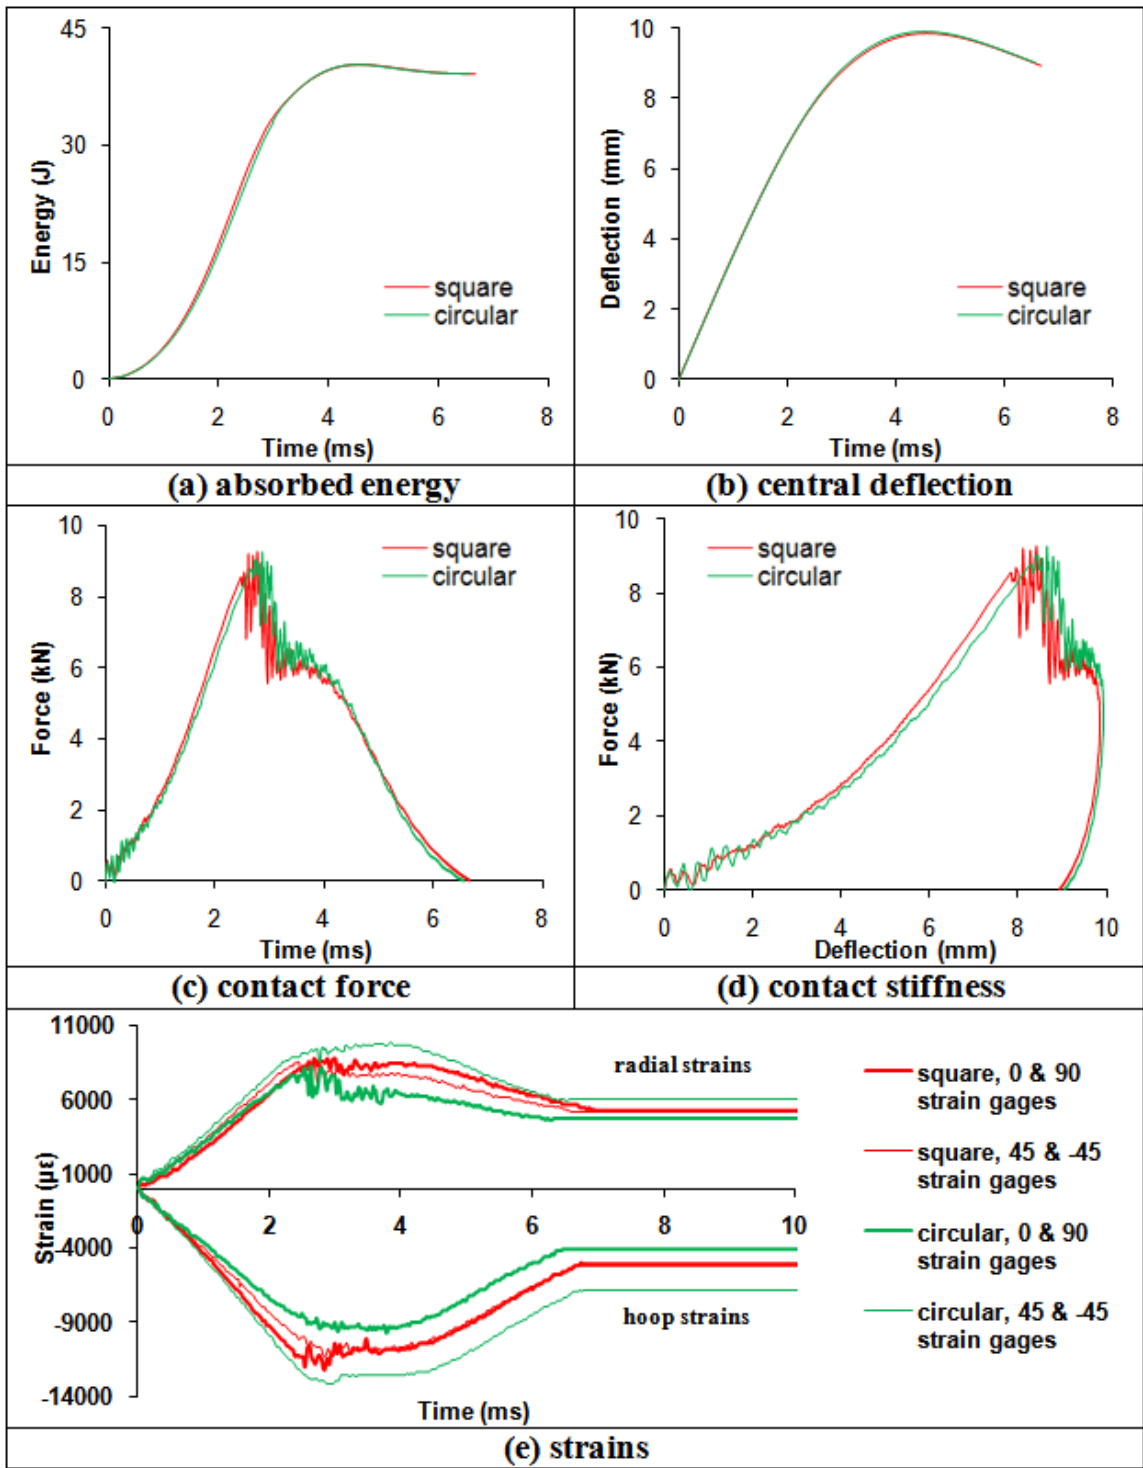 45
30
15
0
Energy (J)
square
circular
0 2 4 6 8
Time (ms)
(a) absorbed energy
10
8
6
4
2
0
Deflection (mm)
square
circular
0 2 4 6 8
Time (ms)
(b) central deflection
10
8
6
4
2
0
Force (kN)
square
circular
0 2 4 6 8
Time (ms)
(c) contact force
10
8
6
4
2
0
Force (kN)
square
circular
0 2 4 6 8 10
Deflection (mm)
(d) contact stiffness
11000
6000
1000
-4000
-9000
-14000
Strain (µε)
radial strains
0 2 4 6 8 10
hoop strains
Time (ms)
square, 0 & 90
strain gages
square, 45 & -45
strain gages
circular, 0 & 90
strain gages
circular, 45 & -45
strain gages
(e) strains